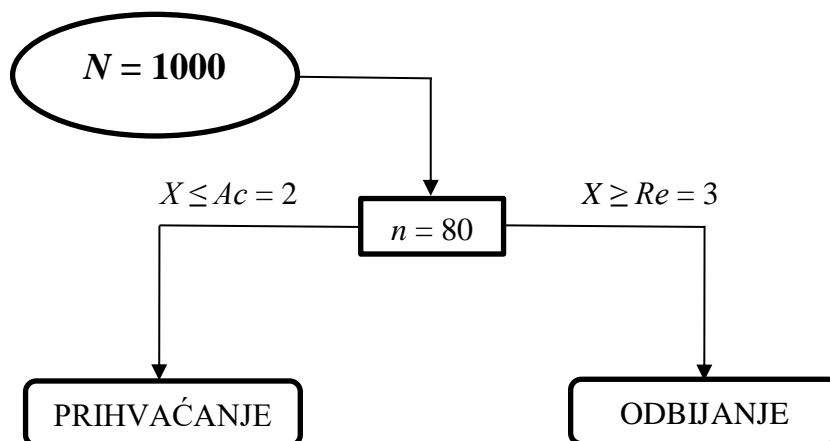 N = 1000
X ≤ Ac = 2
X ≥ Re = 3
n = 80
PRIHVAĆANJE
ODBIJANJE